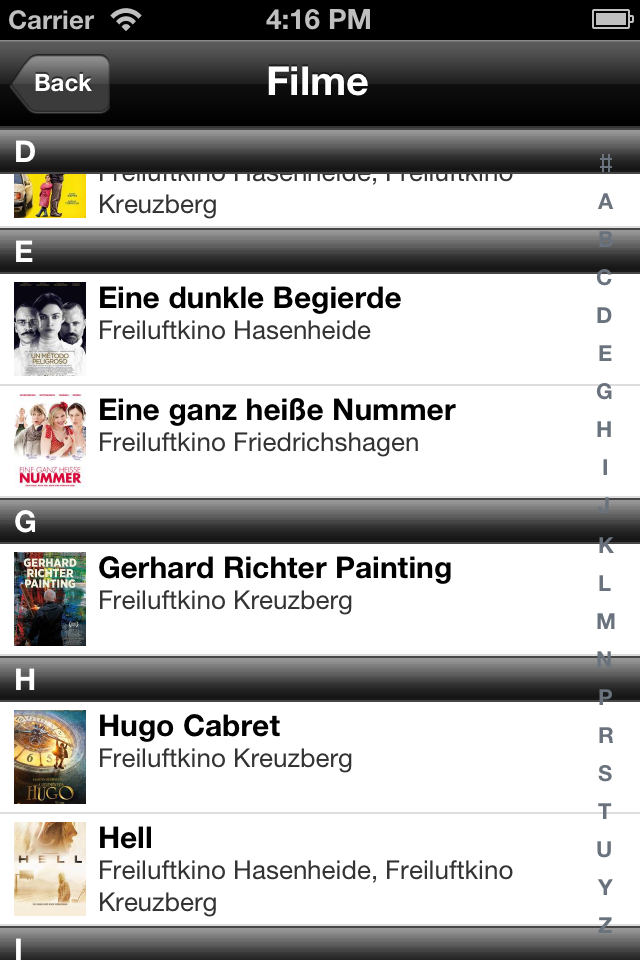 Carrier 4:16 PM
Back Filme
D
Freiluftkino Hasenheide, Freiluftkino
Kreuzberg
E
Eine dunkle Begierde
Freiluftkino Hasenheide
UN MÉTODO
PELIGROSO
Eine ganz heiße Nummer
Freiluftkino Friedrichshagen
EINE GANZ HEISSE
NUMMER
G
Gerhard Richter Painting
Freiluftkino Kreuzberg
GERHARD
RICHTER
PAINTING
H
Hugo Cabret
Freiluftkino Kreuzberg
HUGO
Hell
Freiluftkino Hasenheide, Freiluftkino
Kreuzberg
HELL
I
#
A
B
C
D
E
G
H
I
J
K
L
M
N
P
R
S
T
U
Y
Z